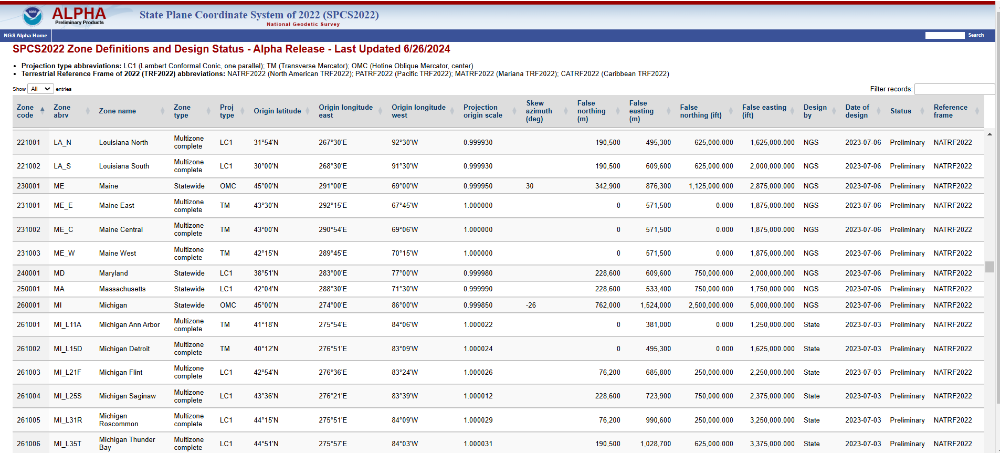 NOAA
ALPHA
Preliminary Products
State Plane Coordinate System of 2022 (SPCS2022)
National Geodetic Survey
NGS Alpha Home
Search
SPCS2022 Zone Definitions and Design Status - Alpha Release - Last Updated 6/26/2024
• Projection type abbreviations: LC1 (Lambert Conformal Conic, one parallel); TM (Transverse Mercator); OMC (Hotine Oblique Mercator, center)
• Terrestrial Reference Frame of 2022 (TRF2022) abbreviations: NATRF2022 (North American TRF2022); PATRF2022 (Pacific TRF2022); MATRF2022 (Mariana TRF2022); CATRF2022 (Caribbean TRF2022)
Show All entries
Filter records:
Zone code Zone abrv Zone name Zone type Proj type Origin latitude Origin longitude east Origin longitude west Projection origin scale Skew azimuth (deg) False northing (m) False easting (m) False northing (ift) False easting (ift) Design by Date of design Status Reference frame
221001 LA_N Louisiana North Multizone complete LC1 31°54'N 267°30'E 92°30'W 0.999930 190,500 495,300 625,000.000 1,625,000.000 NGS 2023-07-06 Preliminary NATRF2022
221002 LA_S Louisiana South Multizone complete LC1 30°00'N 268°30'E 91°30'W 0.999930 190,500 609,600 625,000.000 2,000,000.000 NGS 2023-07-06 Preliminary NATRF2022
230001 ME Maine Statewide OMC 45°00'N 291°00'E 69°00'W 0.999950 30 342,900 876,300 1,125,000.000 2,875,000.000 NGS 2023-07-06 Preliminary NATRF2022
231001 ME_E Maine East Multizone complete TM 43°30'N 292°15'E 67°45'W 1.000000 0 571,500 0.000 1,875,000.000 NGS 2023-07-06 Preliminary NATRF2022
231002 ME_C Maine Central Multizone complete TM 43°00'N 290°54'E 69°06'W 1.000000 0 571,500 0.000 1,875,000.000 NGS 2023-07-06 Preliminary NATRF2022
231003 ME_W Maine West Multizone complete TM 42°15'N 289°45'E 70°15'W 1.000000 0 571,500 0.000 1,875,000.000 NGS 2023-07-06 Preliminary NATRF2022
240001 MD Maryland Statewide LC1 38°51'N 283°00'E 77°00'W 0.999980 228,600 609,600 750,000.000 2,000,000.000 NGS 2023-07-06 Preliminary NATRF2022
250001 MA Massachusetts Statewide LC1 42°04'N 288°30'E 71°30'W 0.999990 228,600 533,400 750,000.000 1,750,000.000 NGS 2023-07-06 Preliminary NATRF2022
260001 MI Michigan Statewide OMC 45°00'N 274°00'E 86°00'W 0.999850 -26 762,000 1,524,000 2,500,000.000 5,000,000.000 NGS 2023-07-06 Preliminary NATRF2022
261001 MI_L11A Michigan Ann Arbor Multizone complete TM 41°18'N 275°54'E 84°06'W 1.000022 0 381,000 0.000 1,250,000.000 State 2023-07-03 Preliminary NATRF2022
261002 MI_L15D Michigan Detroit Multizone complete TM 40°12'N 276°51'E 83°09'W 1.000024 0 495,300 0.000 1,625,000.000 State 2023-07-03 Preliminary NATRF2022
261003 MI_L21F Michigan Flint Multizone complete LC1 42°54'N 276°36'E 83°24'W 1.000026 76,200 685,800 250,000.000 2,250,000.000 State 2023-07-03 Preliminary NATRF2022
261004 MI_L25S Michigan Saginaw Multizone complete LC1 43°36'N 276°21'E 83°39'W 1.000012 228,600 723,900 750,000.000 2,375,000.000 State 2023-07-03 Preliminary NATRF2022
261005 MI_L31R Michigan Roscommon Multizone complete LC1 44°15'N 275°51'E 84°09'W 1.000029 76,200 990,600 250,000.000 3,250,000.000 State 2023-07-03 Preliminary NATRF2022
261006 MI_L35T Michigan Thunder Bay Multizone complete LC1 44°51'N 275°57'E 84°03'W 1.000031 190,500 1,028,700 625,000.000 3,375,000.000 State 2023-07-03 Preliminary NATRF2022